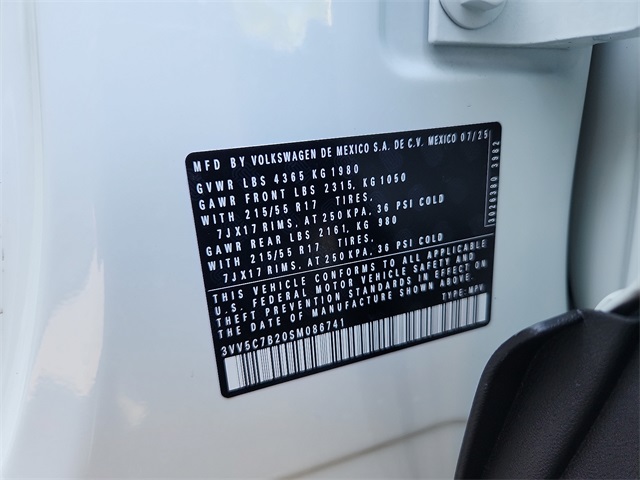 MFD BY VOLKSWAGEN DE MEXICO S.A. DE C.V. MEXICO 07/25
GVWR LBS 4365 KG1980
GAWR FRONT LBS 2315, KG1050
WITH 215/55 R17 TIRES,
7JX17 RIMS, AT 250KPA, 36 PSI COLD
GAWR REAR LBS 2161, KG 980
WITH 215/55 R17 TIRES,
7JX17 RIMS, AT 250KPA, 36 PSI COLD
THIS VEHICLE CONFORMS TO ALL APPLICABLE
U.S. FEDERAL MOTOR VEHICLE SAFETY AND
THEFT PREVENTION STANDARDS IN EFFECT ON
THE DATE OF MANUFACTURE SHOWN ABOVE.
3VV5C7B20SM086741 TYPE: MPV
3026380 3982